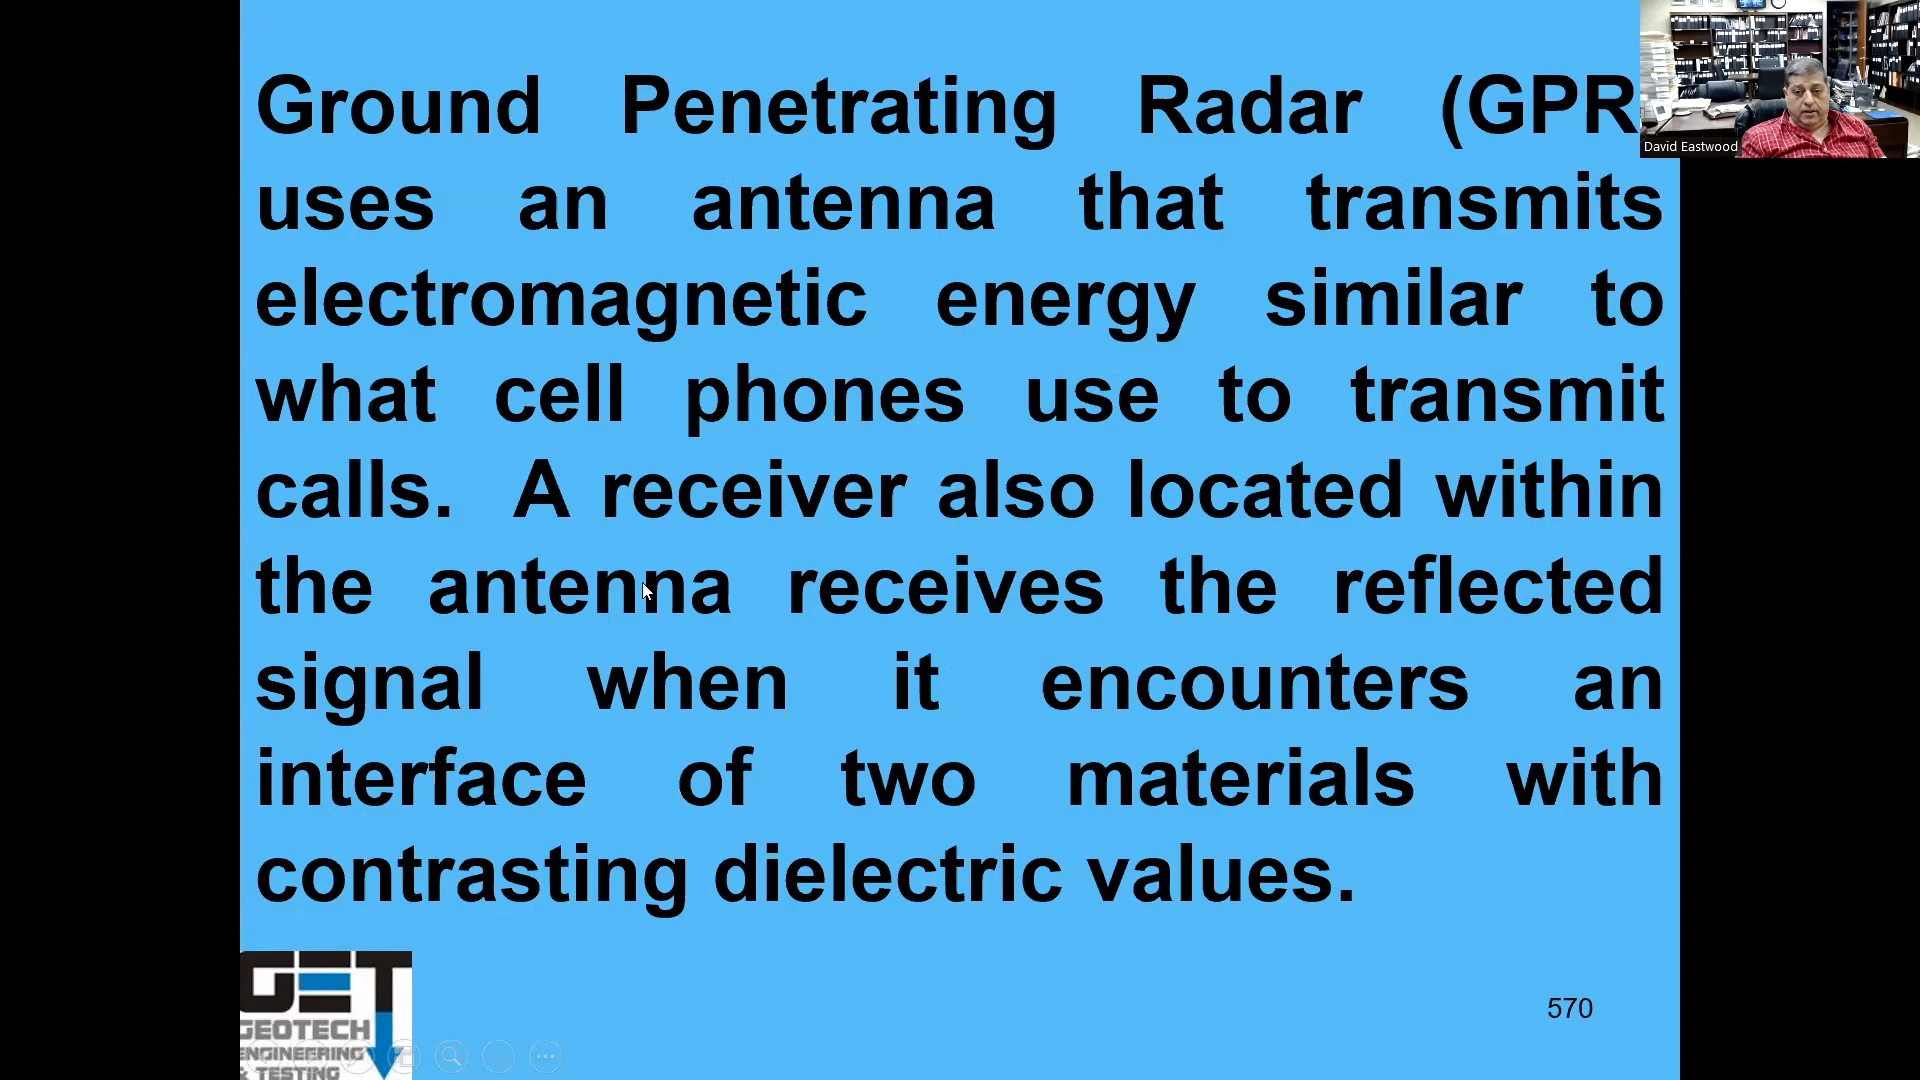 Ground Penetrating Radar (GPR
uses an antenna that transmits
electromagnetic energy similar to
what cell phones use to transmit
calls. A receiver also located within
the antenna receives the reflected
signal when it encounters an
interface of two materials with
contrasting dielectric values.
David Eastwood
GET
GEOTECH
ENGINEERING
& TESTING
570